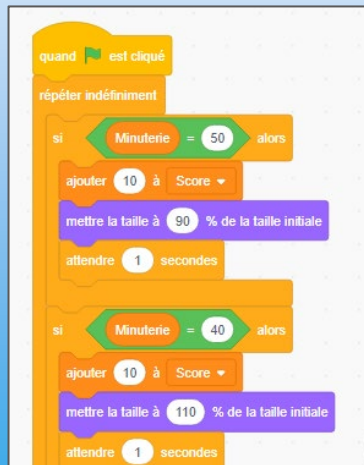 quand est cliqué
répéter indéfiniment
si Minuterie = 50 alors
ajouter 10 à Score
mettre la taille à 90 % de la taille initiale
attendre 1 secondes
si Minuterie = 40 alors
ajouter 10 à Score
mettre la taille à 110 % de la taille initiale
attendre 1 secondes